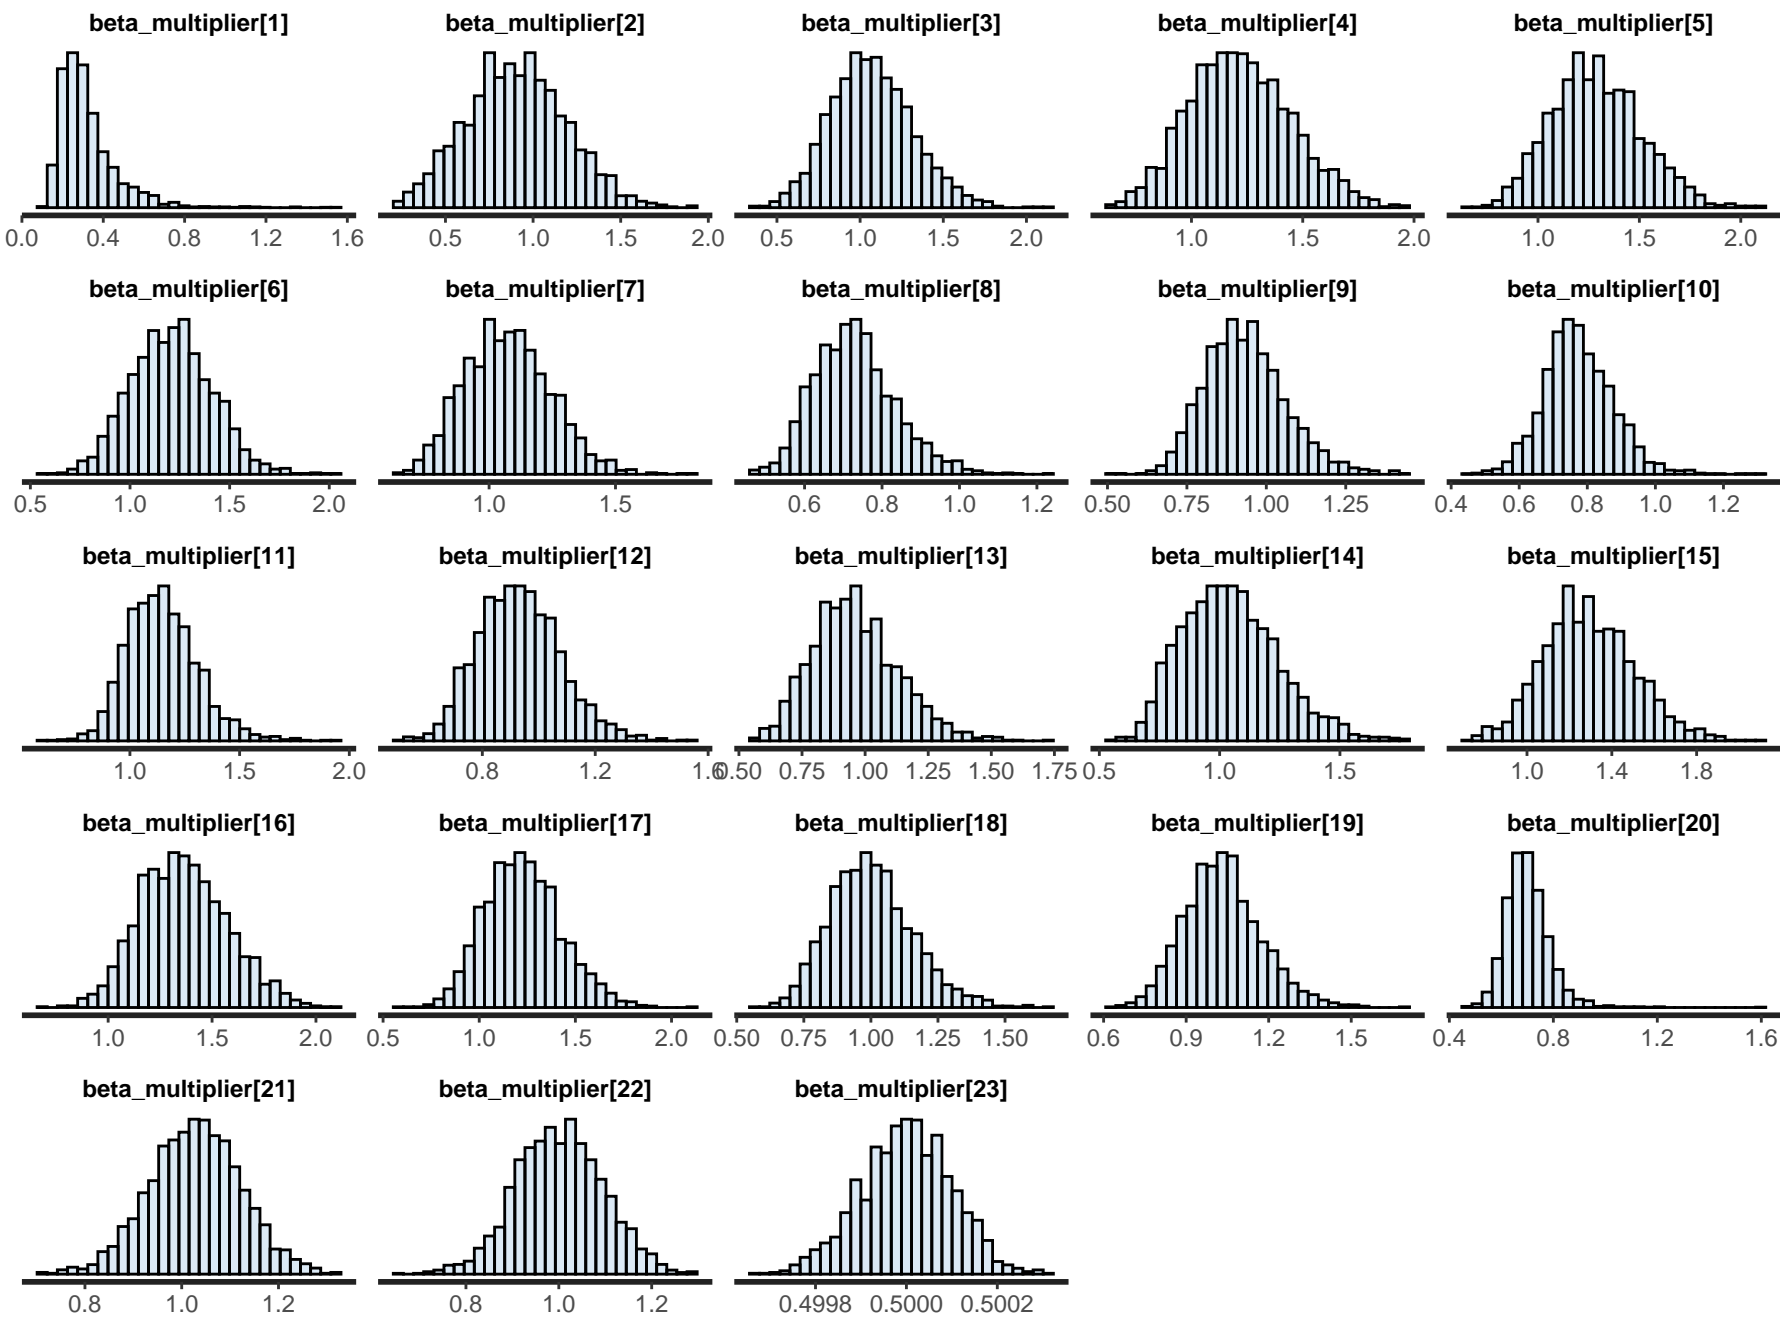 beta_multiplier[1] beta_multiplier[2] beta_multiplier[3] beta_multiplier[4] beta_multiplier[5]
0.0 0.4 0.8 1.2 1.6 0.5 1.0 1.5 2.0 0.5 1.0 1.5 2.0 1.0 1.5 2.0 1.0 1.5 2.0
beta_multiplier[6] beta_multiplier[7] beta_multiplier[8] beta_multiplier[9] beta_multiplier[10]
0.5 1.0 1.5 2.0 1.0 1.5 0.6 0.8 1.0 1.2 0.50 0.75 1.00 1.25 0.4 0.6 0.8 1.0 1.2
beta_multiplier[11] beta_multiplier[12] beta_multiplier[13] beta_multiplier[14] beta_multiplier[15]
1.0 1.5 2.0 0.8 1.2 1.6 0.50 0.75 1.00 1.25 1.50 1.75 0.5 1.0 1.5 1.0 1.4 1.8
beta_multiplier[16] beta_multiplier[17] beta_multiplier[18] beta_multiplier[19] beta_multiplier[20]
1.0 1.5 2.0 0.5 1.0 1.5 2.0 0.50 0.75 1.00 1.25 1.50 0.6 0.9 1.2 1.5 0.4 0.8 1.2 1.6
beta_multiplier[21] beta_multiplier[22] beta_multiplier[23]
0.8 1.0 1.2 0.8 1.0 1.2 0.4998 0.5000 0.5002